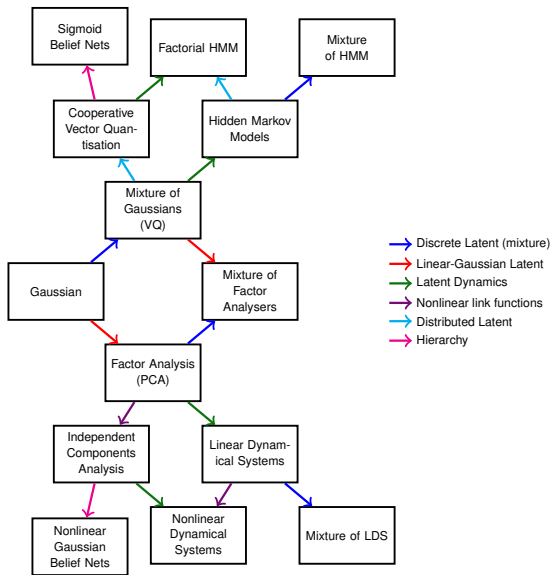 Sigmoid
Belief Nets
Factorial HMM
Mixture
of HMM
Cooperative
Vector Quan-
tisation
Hidden Markov
Models
Mixture of
Gaussians
(VQ)
Gaussian
Mixture of
Factor
Analysers
Factor Analysis
(PCA)
Independent
Components
Analysis
Linear Dynam-
ical Systems
Nonlinear
Gaussian
Belief Nets
Nonlinear
Dynamical
Systems
Mixture of LDS
Discrete Latent (mixture)
Linear-Gaussian Latent
Latent Dynamics
Nonlinear link functions
Distributed Latent
Hierarchy